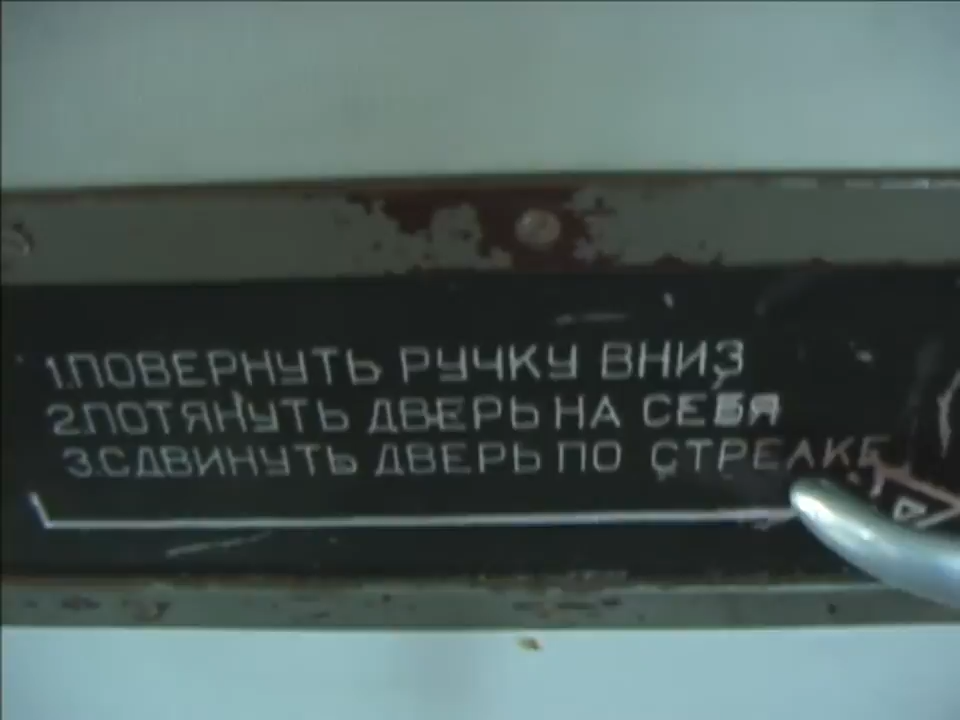 1.ПОВЕРНУТЬ РУЧКУ ВНИЗ
2.ПОТЯНУТЬ ДВЕРЬ НА СЕБЯ
3.СДВИНУТЬ ДВЕРЬ ПО СТРЕЛКЕ